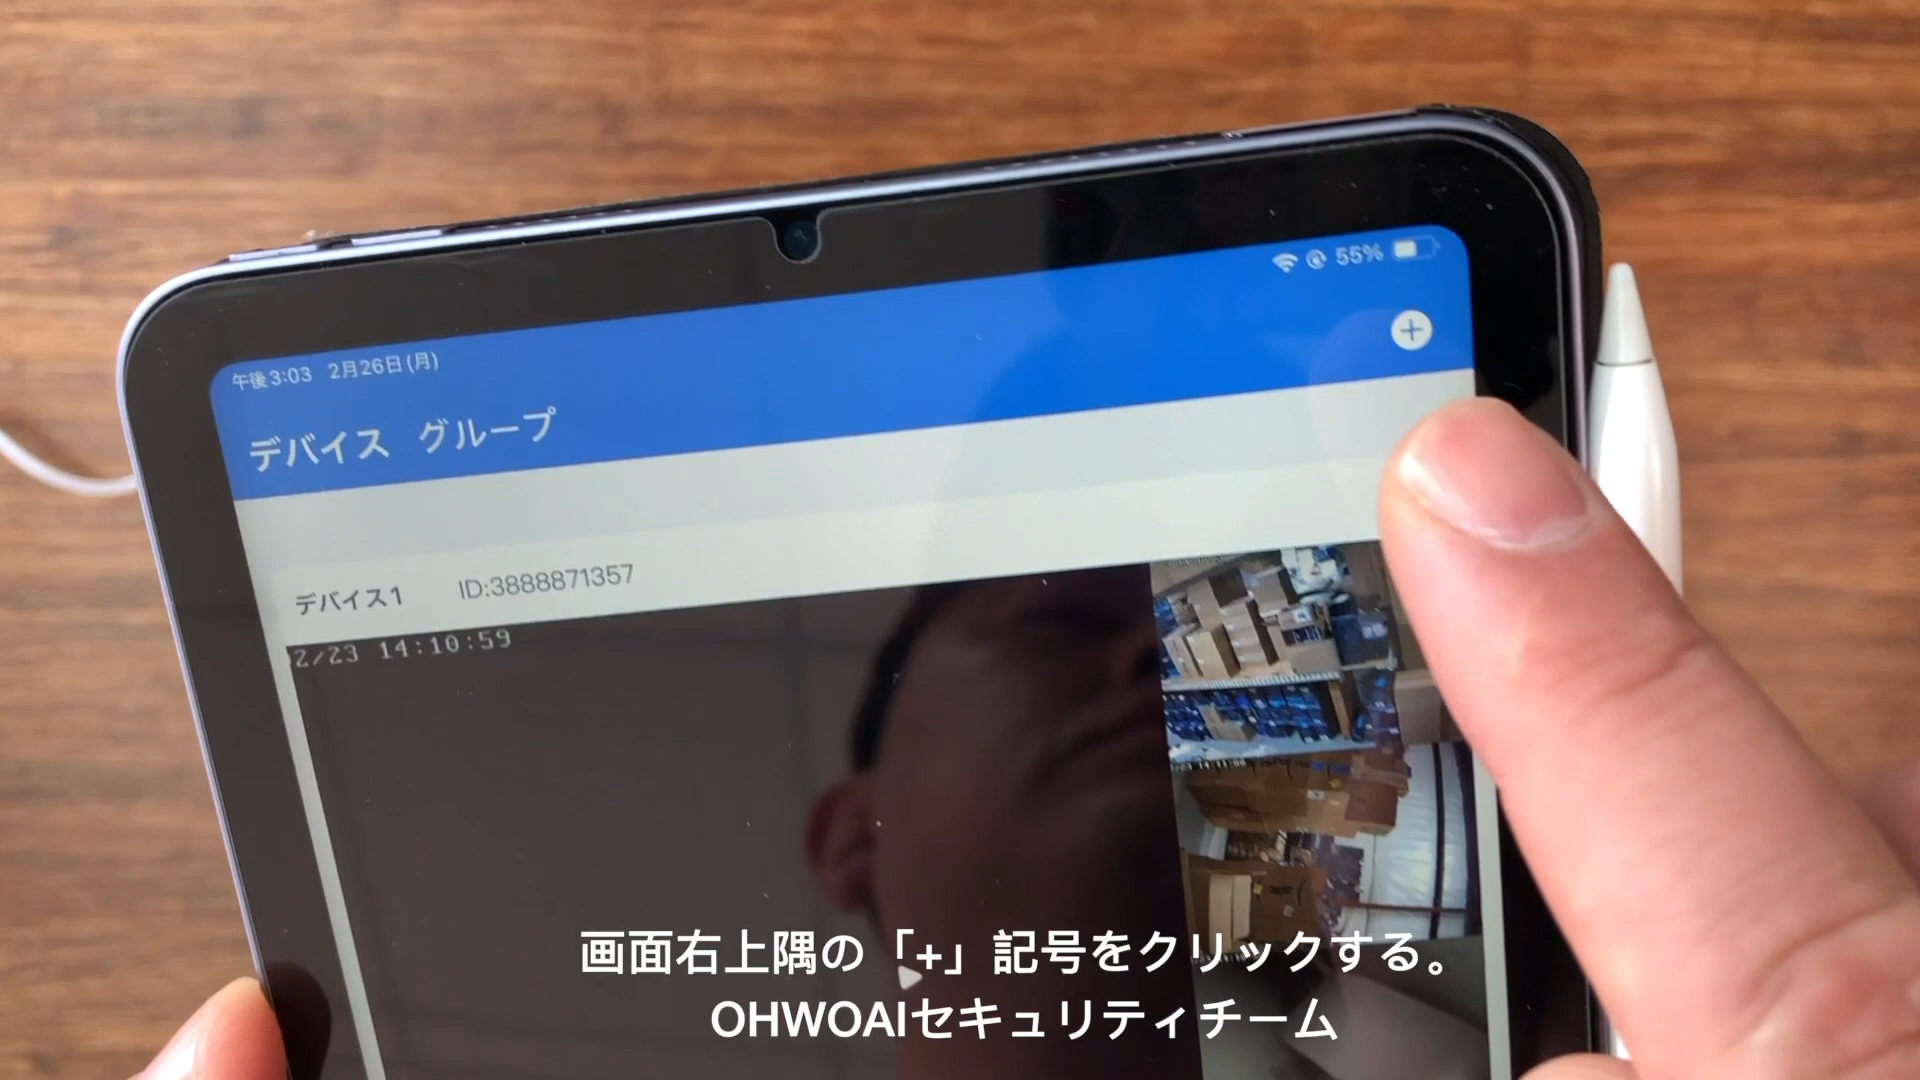 午後3:03 2月26日(月)
55%
デバイス グループ
デバイス1 ID:3888871357
2/23 14:10:59
画面右上隅の「+」記号をクリックする。
OHWOAIセキュリティチーム